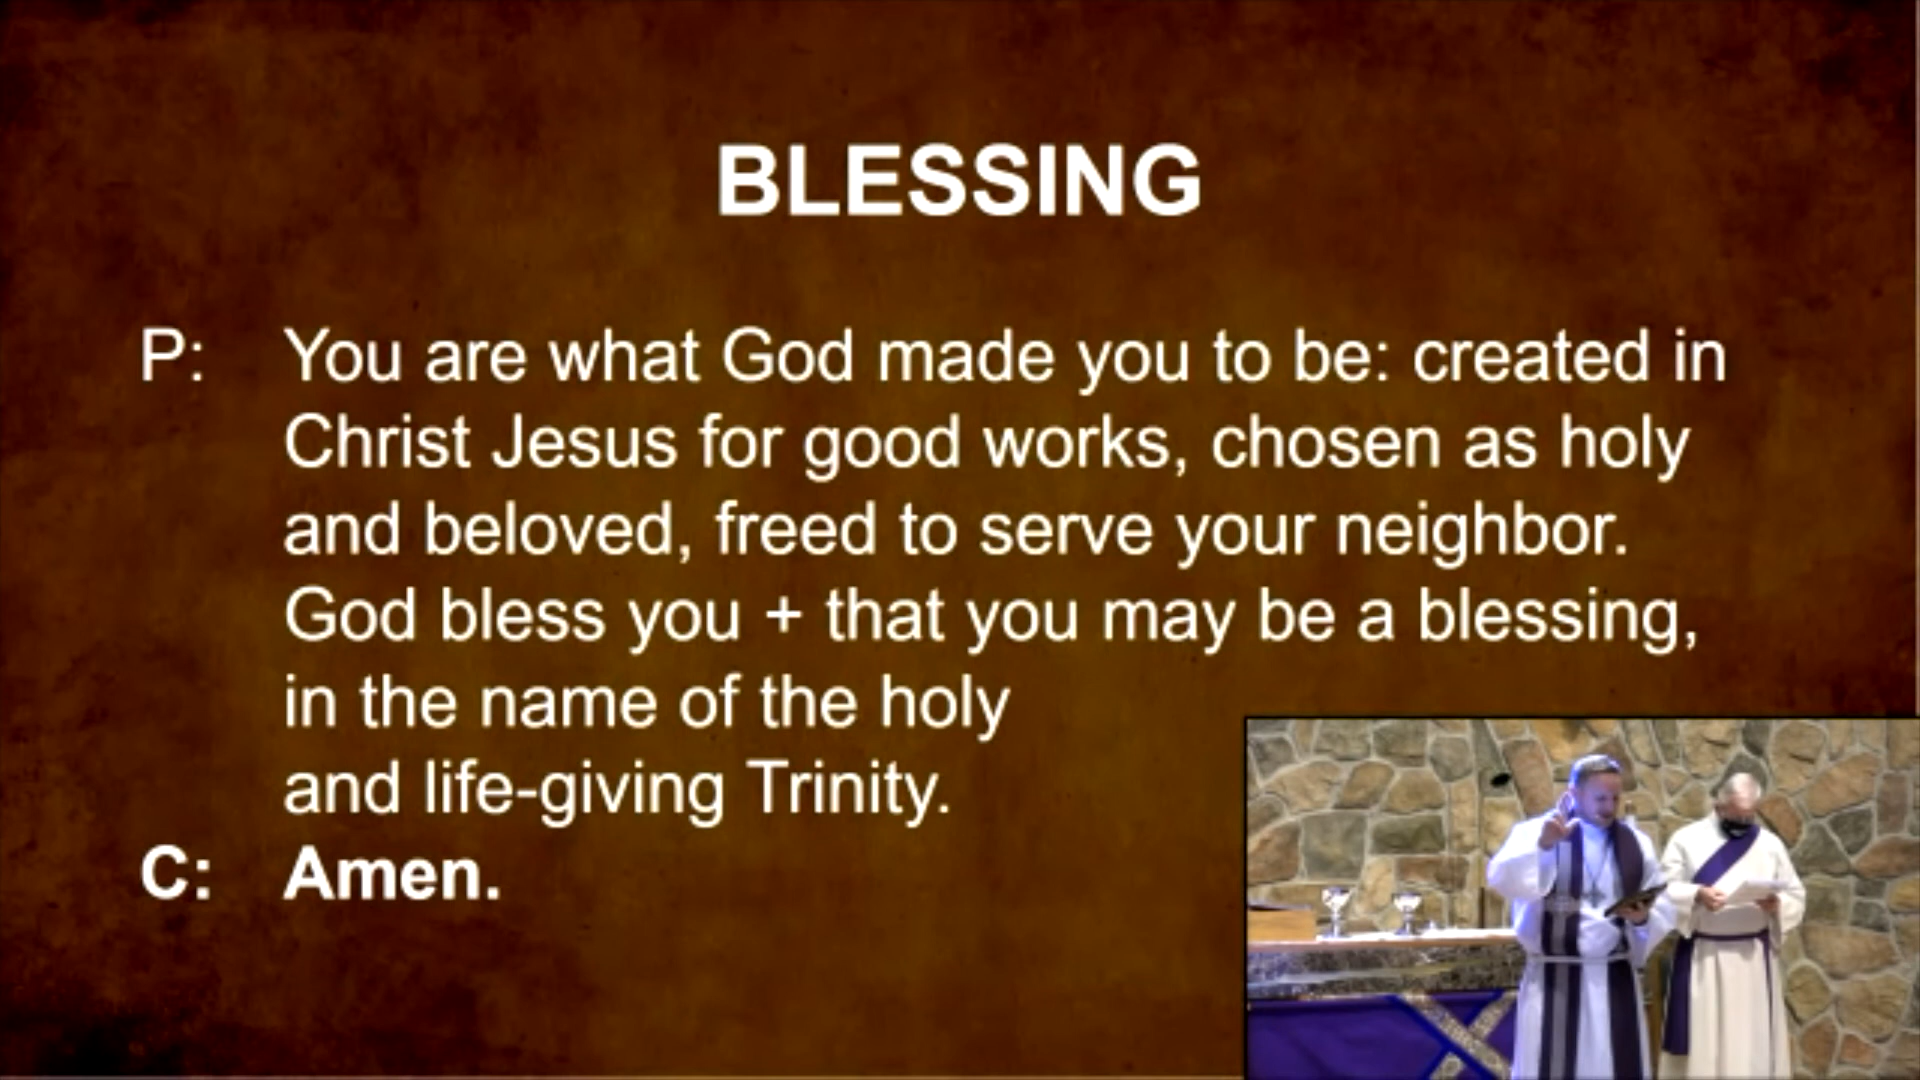 BLESSING
P: You are what God made you to be: created in
Christ Jesus for good works, chosen as holy
and beloved, freed to serve your neighbor.
God bless you + that you may be a blessing,
in the name of the holy
and life-giving Trinity.
C: Amen.